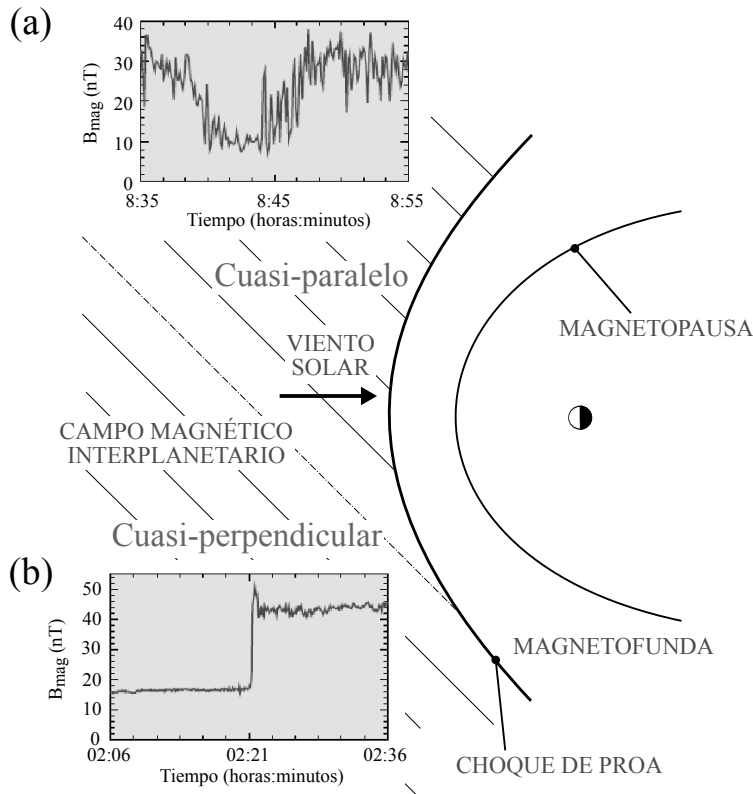 (a)
40
30
20
10
0
B mag (nT)
8:35
8:45
8:55
Tiempo (horas:minutos)
Cuasi-paralelo
MAGNETOPAUSA
VIENTO
SOLAR
CAMPO MAGNÉTICO
INTERPLANETARIO
Cuasi-perpendicular
(b)
50
40
30
20
10
0
B mag (nT)
02:06
02:21
02:36
Tiempo (horas:minutos)
MAGNETOFUNDA
CHOQUE DE PROA